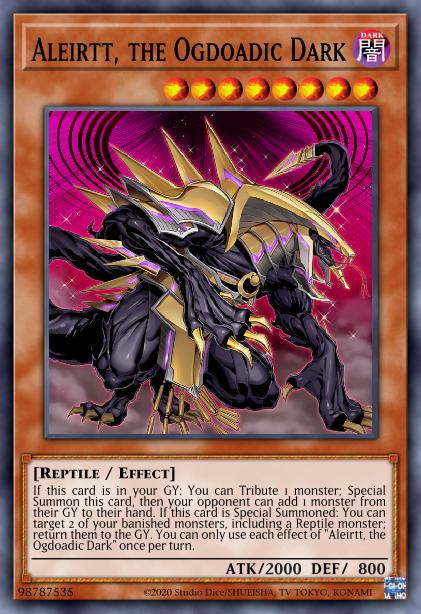 ALEIRTT, THE OGDOADIC DARK
DARK
闇
[REPTILE / EFFECT]
If this card is in your GY: You can Tribute 1 monster; Special
Summon this card, then your opponent can add 1 monster from
their GY to their hand. If this card is Special Summoned: You can
target 2 of your banished monsters, including a Reptile monster;
return them to the GY. You can only use each effect of "Aleirtt, the
Ogdoadic Dark" once per turn.
ATK/2000 DEF/ 800
98787535
©2020 Studio Dice/SHUEISHA, TV TOKYO, KONAMI